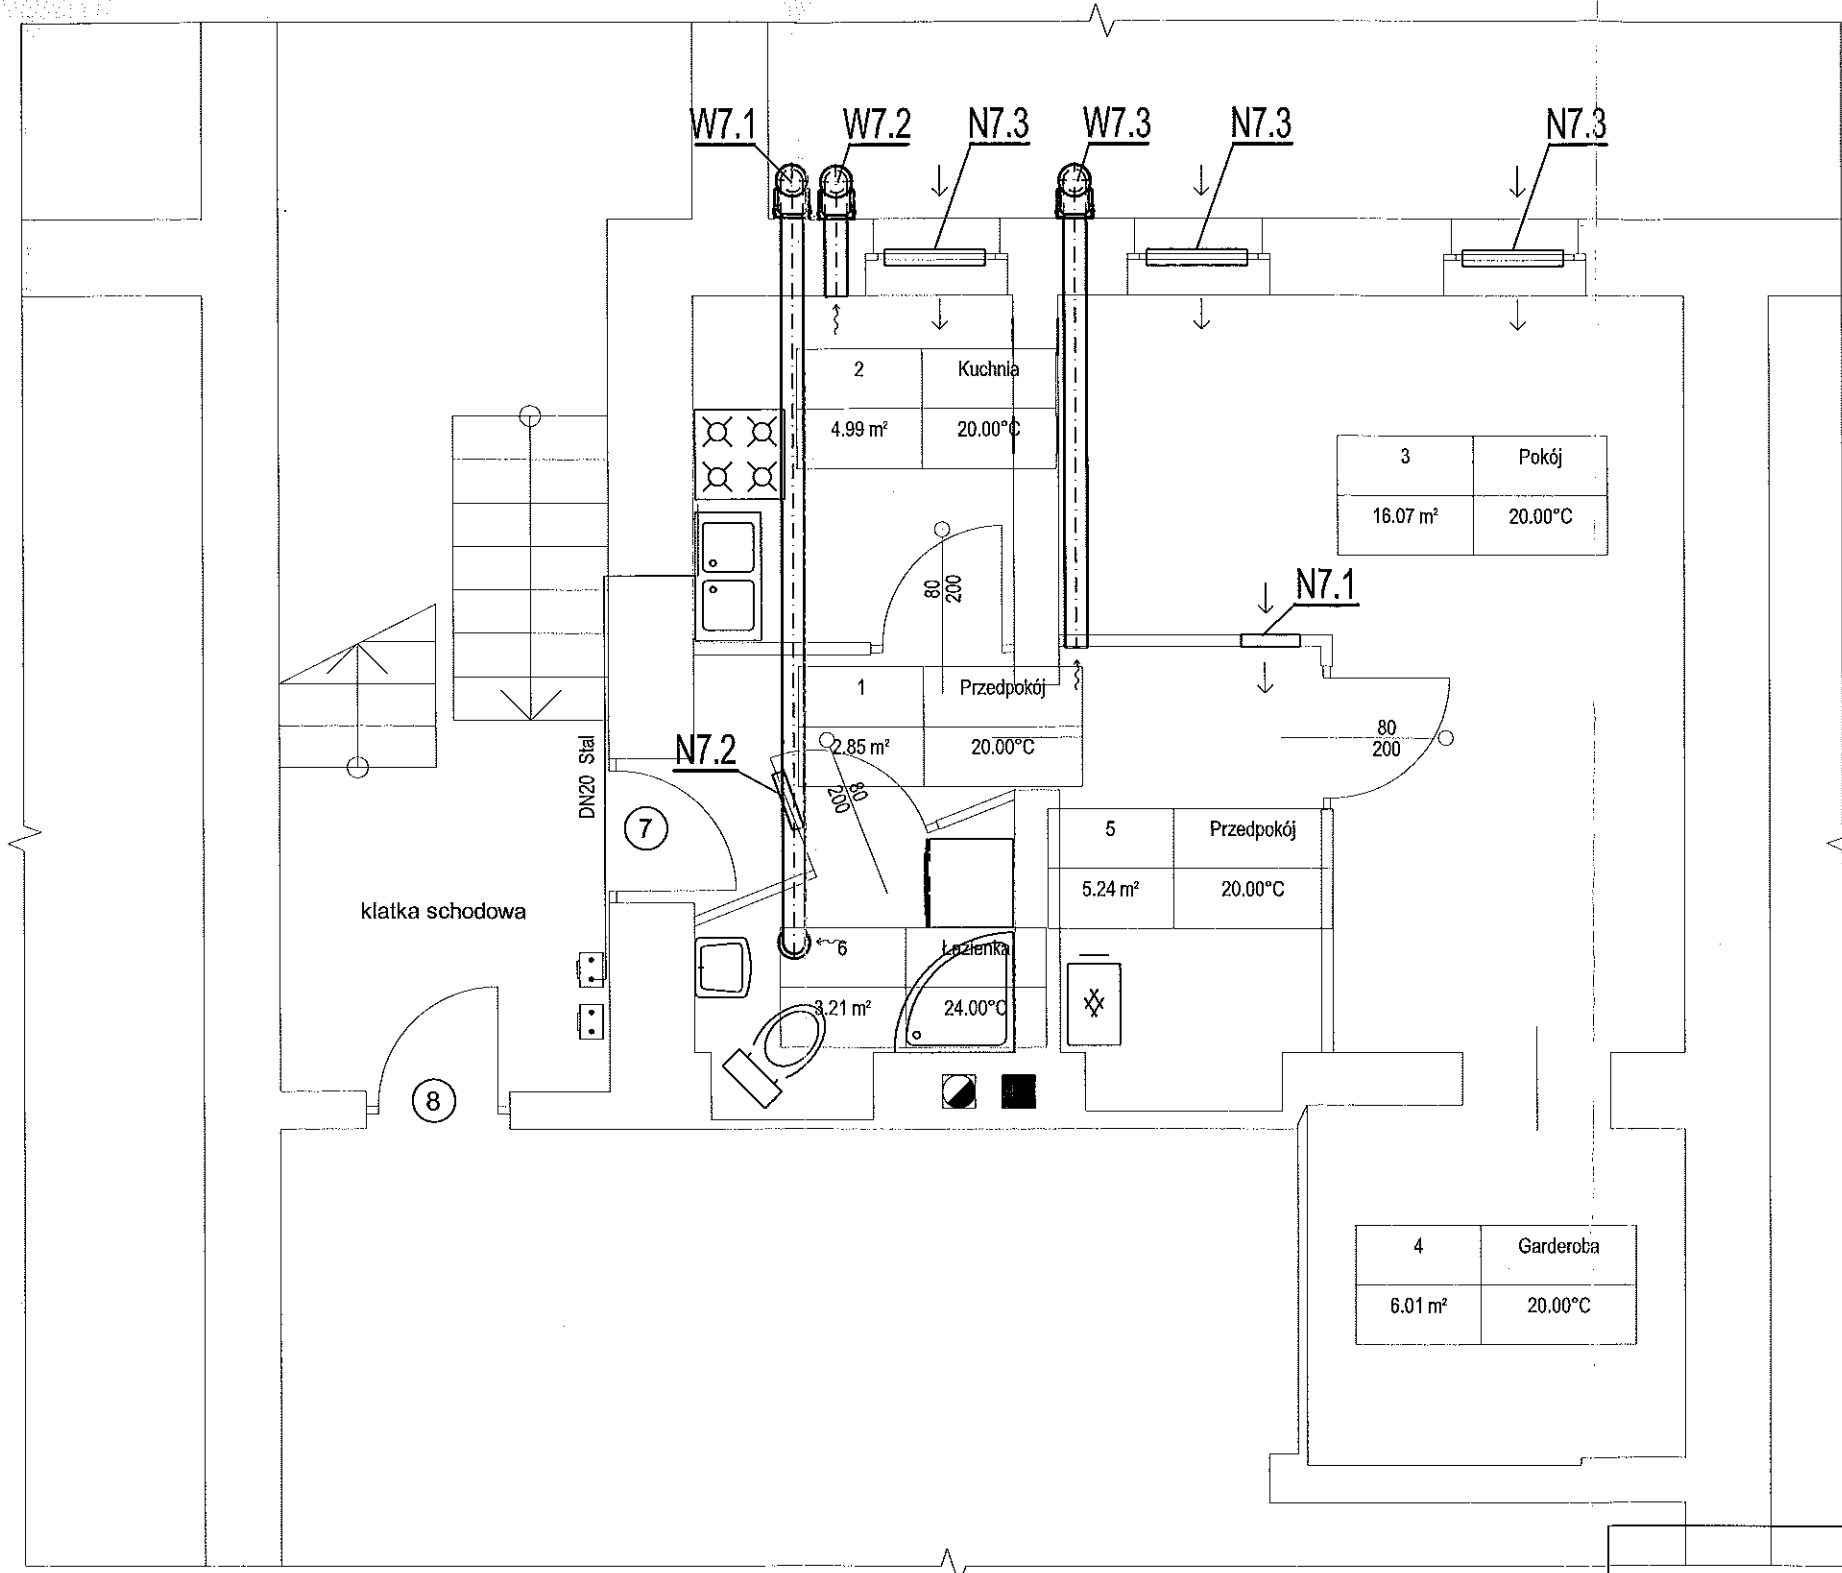 W7.1 W7.2 N7.3 W7.3 N7.3 N7.3
2 Kuchnia
4.99 m² 20.00°C
3 Pokój
16.07 m² 20.00°C
80
200
N7.1
1 Przedpokój
2.85 m² 20.00°C
80
200
N7.2
DN20 Stal
80
200
7
5 Przedpokój
5.24 m² 20.00°C
klatka schodowa
6 Łazienka
3.21 m² 24.00°C
8
4 Garderoba
6.01 m² 20.00°C